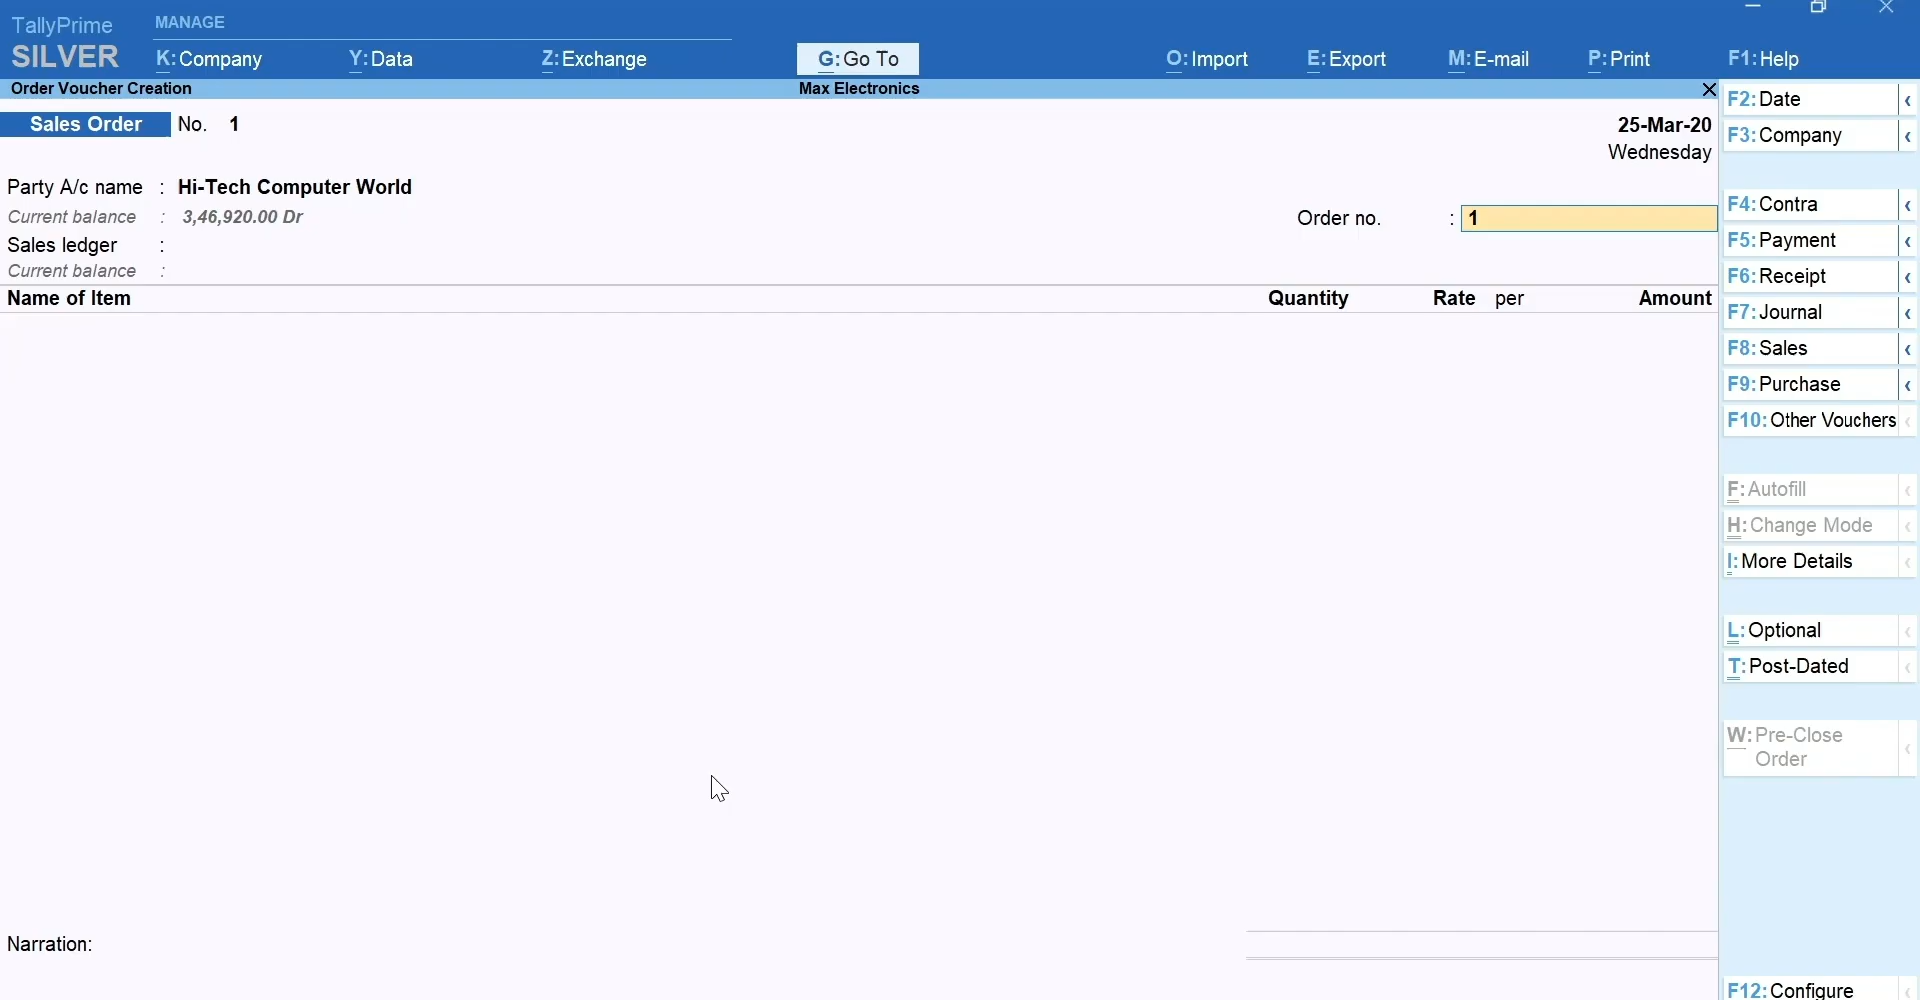 TallyPrime
SILVER
MANAGE
K:Company
Y:Data
Z:Exchange
G:Go To
O:Import
E:Export
M:E-mail
P:Print
F1:Help
Order Voucher Creation
Max Electronics
Sales Order No. 1
25-Mar-20
Wednesday
Party A/c name : Hi-Tech Computer World
Current balance : 3,46,920.00 Dr
Order no. : 1
Sales ledger :
Current balance :
Name of Item Quantity Rate per Amount
Narration:
F2:Date
F3:Company
F4:Contra
F5:Payment
F6:Receipt
F7:Journal
F8:Sales
F9:Purchase
F10:Other Vouchers
F:Autofill
H:Change Mode
I:More Details
L:Optional
T:Post-Dated
W:Pre-Close
Order
F12:Configure